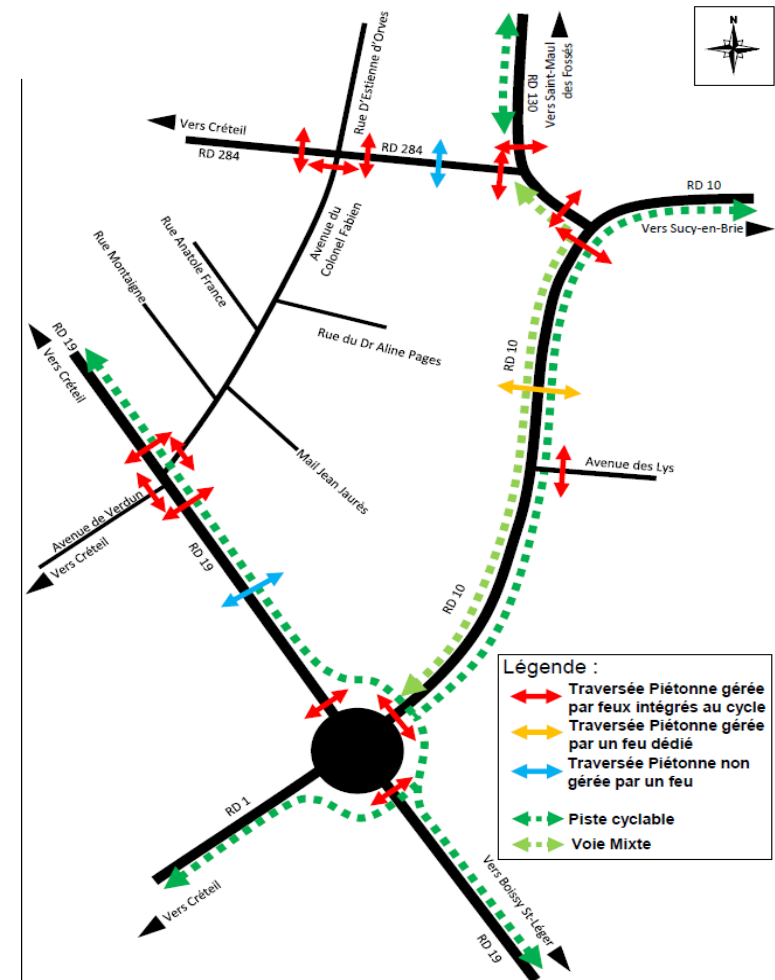 N
Rue D'Estienne d'Orves
RD 130
Vers Saint-Maul
des Fossés
Vers Créteil
RD 284
RD 284
RD 10
Vers Sucy-en-Brie
Avenue du
Colonel Fabien
Rue Anatole France
Rue Montaigne
Rue du Dr Aline Pages
RD 10
RD 19
Vers Créteil
Mail Jean Jaurès
Avenue des Lys
Avenue de Verdun
Vers Créteil
RD 19
RD 10
Légende :
Traversée Piétonne gérée
par feux intégrés au cycle
Traversée Piétonne gérée
par un feu dédié
Traversée Piétonne non
gérée par un feu
Piste cyclable
Voie Mixte
RD 1
Vers Créteil
Vers Boissy St-Léger
RD 19